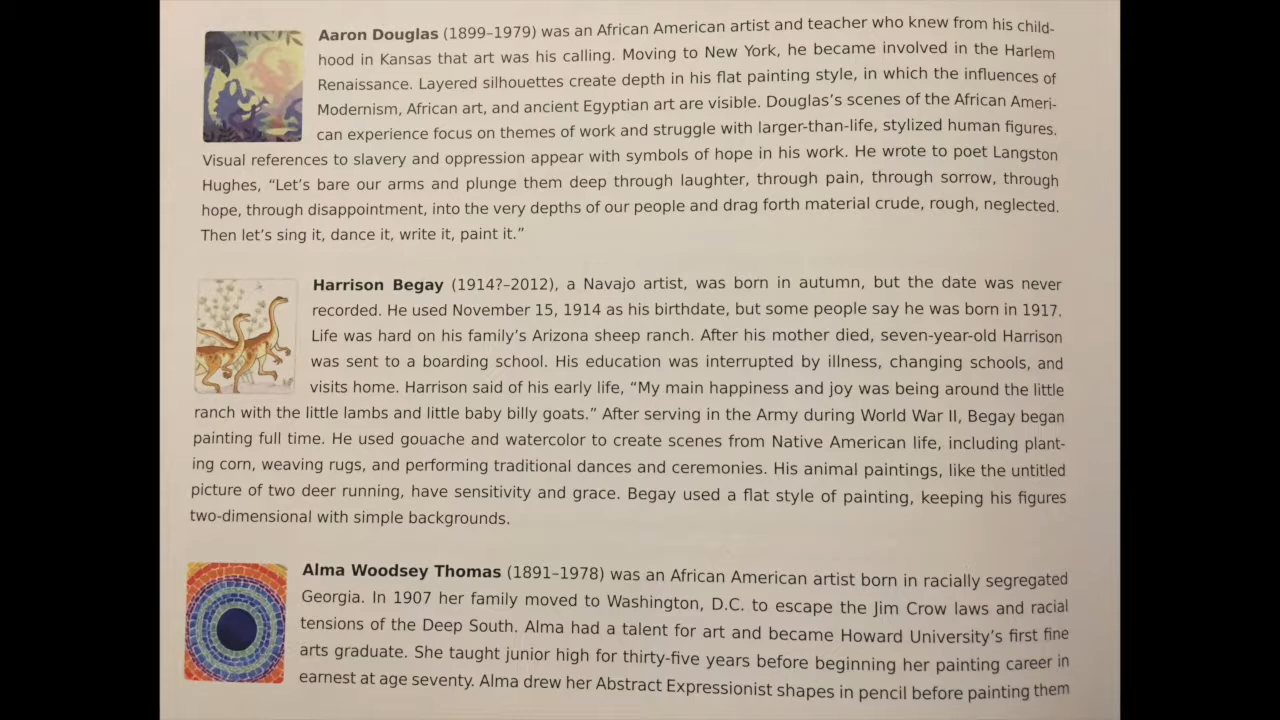 Aaron Douglas (1899–1979) was an African American artist and teacher who knew from his child-
hood in Kansas that art was his calling. Moving to New York, he became involved in the Harlem
Renaissance. Layered silhouettes create depth in his flat painting style, in which the influences of
Modernism, African art, and ancient Egyptian art are visible. Douglas’s scenes of the African Ameri-
can experience focus on themes of work and struggle with larger-than-life, stylized human figures.
Visual references to slavery and oppression appear with symbols of hope in his work. He wrote to poet Langston
Hughes, “Let’s bare our arms and plunge them deep through laughter, through pain, through sorrow, through
hope, through disappointment, into the very depths of our people and drag forth material crude, rough, neglected.
Then let’s sing it, dance it, write it, paint it.”
Harrison Begay (1914?–2012), a Navajo artist, was born in autumn, but the date was never
recorded. He used November 15, 1914 as his birthdate, but some people say he was born in 1917.
Life was hard on his family’s Arizona sheep ranch. After his mother died, seven-year-old Harrison
was sent to a boarding school. His education was interrupted by illness, changing schools, and
visits home. Harrison said of his early life, “My main happiness and joy was being around the little
ranch with the little lambs and little baby billy goats.” After serving in the Army during World War II, Begay began
painting full time. He used gouache and watercolor to create scenes from Native American life, including plant-
ing corn, weaving rugs, and performing traditional dances and ceremonies. His animal paintings, like the untitled
picture of two deer running, have sensitivity and grace. Begay used a flat style of painting, keeping his figures
two-dimensional with simple backgrounds.
Alma Woodsey Thomas (1891–1978) was an African American artist born in racially segregated
Georgia. In 1907 her family moved to Washington, D.C. to escape the Jim Crow laws and racial
tensions of the Deep South. Alma had a talent for art and became Howard University’s first fine
arts graduate. She taught junior high for thirty-five years before beginning her painting career in
earnest at age seventy. Alma drew her Abstract Expressionist shapes in pencil before painting them